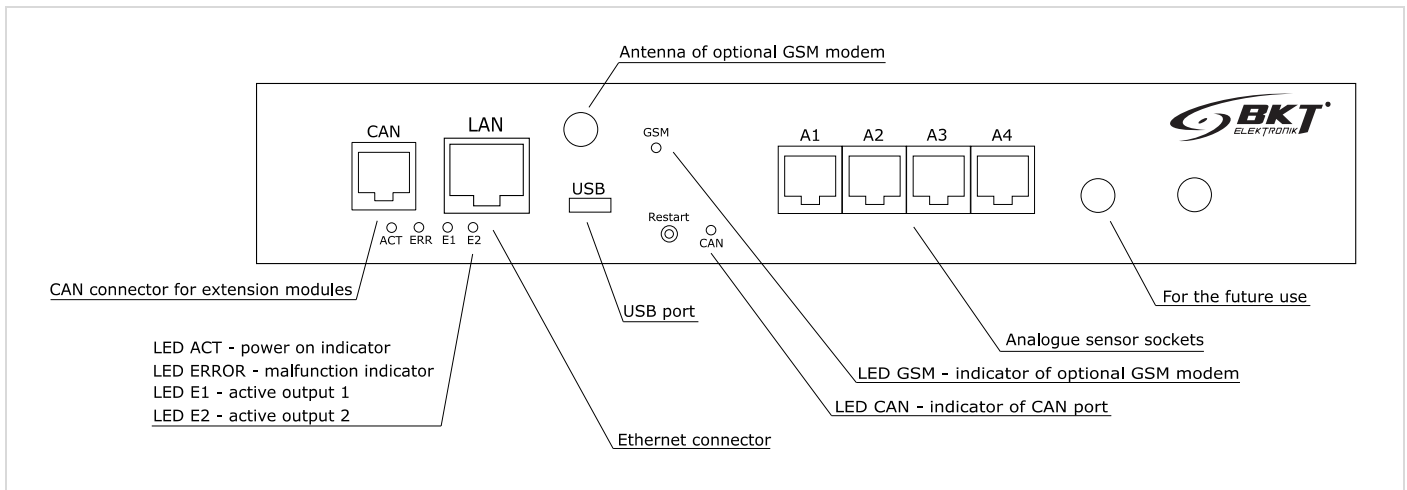 Antenna of optional GSM modem
BKT
ELEKTRONIK
CAN
LAN
GSM
A1 A2 A3 A4
USB
Restart
ACT ERR E1 E2
CAN
CAN connector for extension modules
USB port
For the future use
Analogue sensor sockets
LED ACT - power on indicator
LED ERROR - malfunction indicator
LED E1 - active output 1
LED E2 - active output 2
LED GSM - indicator of optional GSM modem
LED CAN - indicator of CAN port
Ethernet connector